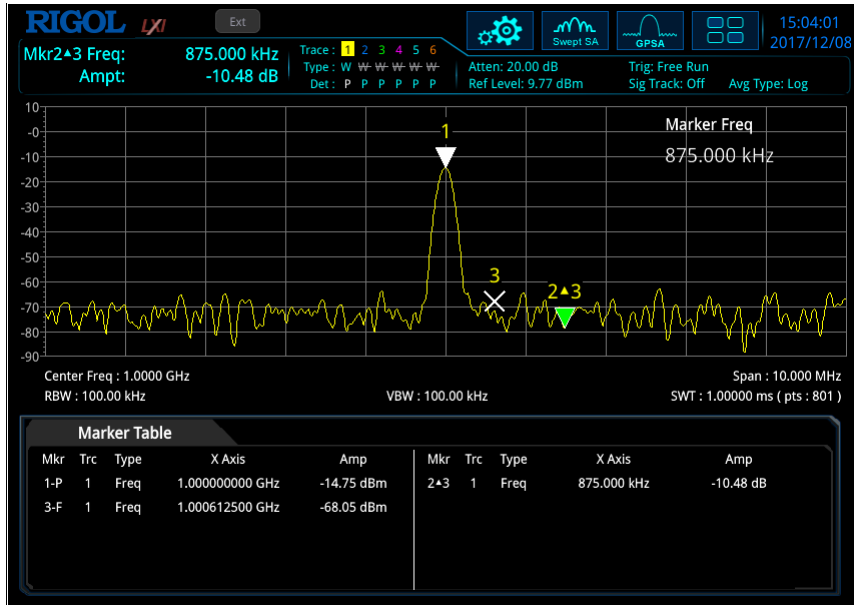 RIGOL LXI Ext Swept SA GPSA 15:04:01
2017/12/08
Mkr2▲3 Freq: 875.000 kHz
Ampt: -10.48 dB
Trace : 1 2 3 4 5 6
Type : W W W W W W
Det : P P P P P P
Atten: 20.00 dB Trig: Free Run
Ref Level: 9.77 dBm Sig Track: Off Avg Type: Log
10
-0
-10
-20
-30
-40
-50
-60
-70
-80
-90
1
3
2▲3
Marker Freq
875.000 kHz
Center Freq : 1.0000 GHz Span : 10.000 MHz
RBW : 100.00 kHz VBW : 100.00 kHz SWT : 1.00000 ms ( pts : 801 )
Marker Table
Mkr Trc Type X Axis Amp Mkr Trc Type X Axis Amp
1-P 1 Freq 1.000000000 GHz -14.75 dBm 2▲3 1 Freq 875.000 kHz -10.48 dB
3-F 1 Freq 1.000612500 GHz -68.05 dBm